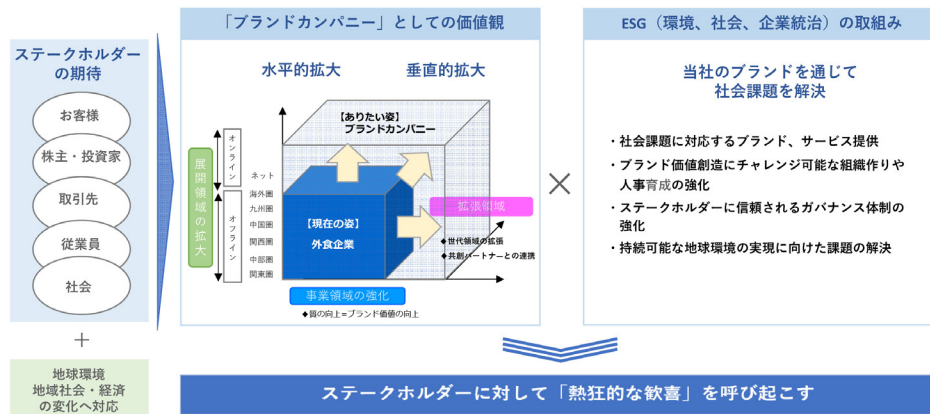 ステークホルダー
の期待
お客様
株主・投資家
取引先
従業員
社会
+
地球環境
地域社会・経済
の変化へ対応
「ブランドカンパニー」としての価値観
水平的拡大
垂直的拡大
【ありたい姿】
ブランドカンパニー
展開領域の拡大
オンライン
オフライン
ネット
海外圏
九州圏
中国圏
関西圏
中部圏
関東圏
【現在の姿】
外食企業
拡張領域
◆世代領域の拡張
◆共創パートナーとの連携
事業領域の強化
◆質の向上=ブランド価値の向上
×
ESG(環境、社会、企業統治)の取組み
当社のブランドを通じて
社会課題を解決
・社会課題に対応するブランド、サービス提供
・ブランド価値創造にチャレンジ可能な組織作りや
人事育成の強化
・ステークホルダーに信頼されるガバナンス体制の
強化
・持続可能な地球環境の実現に向けた課題の解決
ステークホルダーに対して「熱狂的な歓喜」を呼び起こす